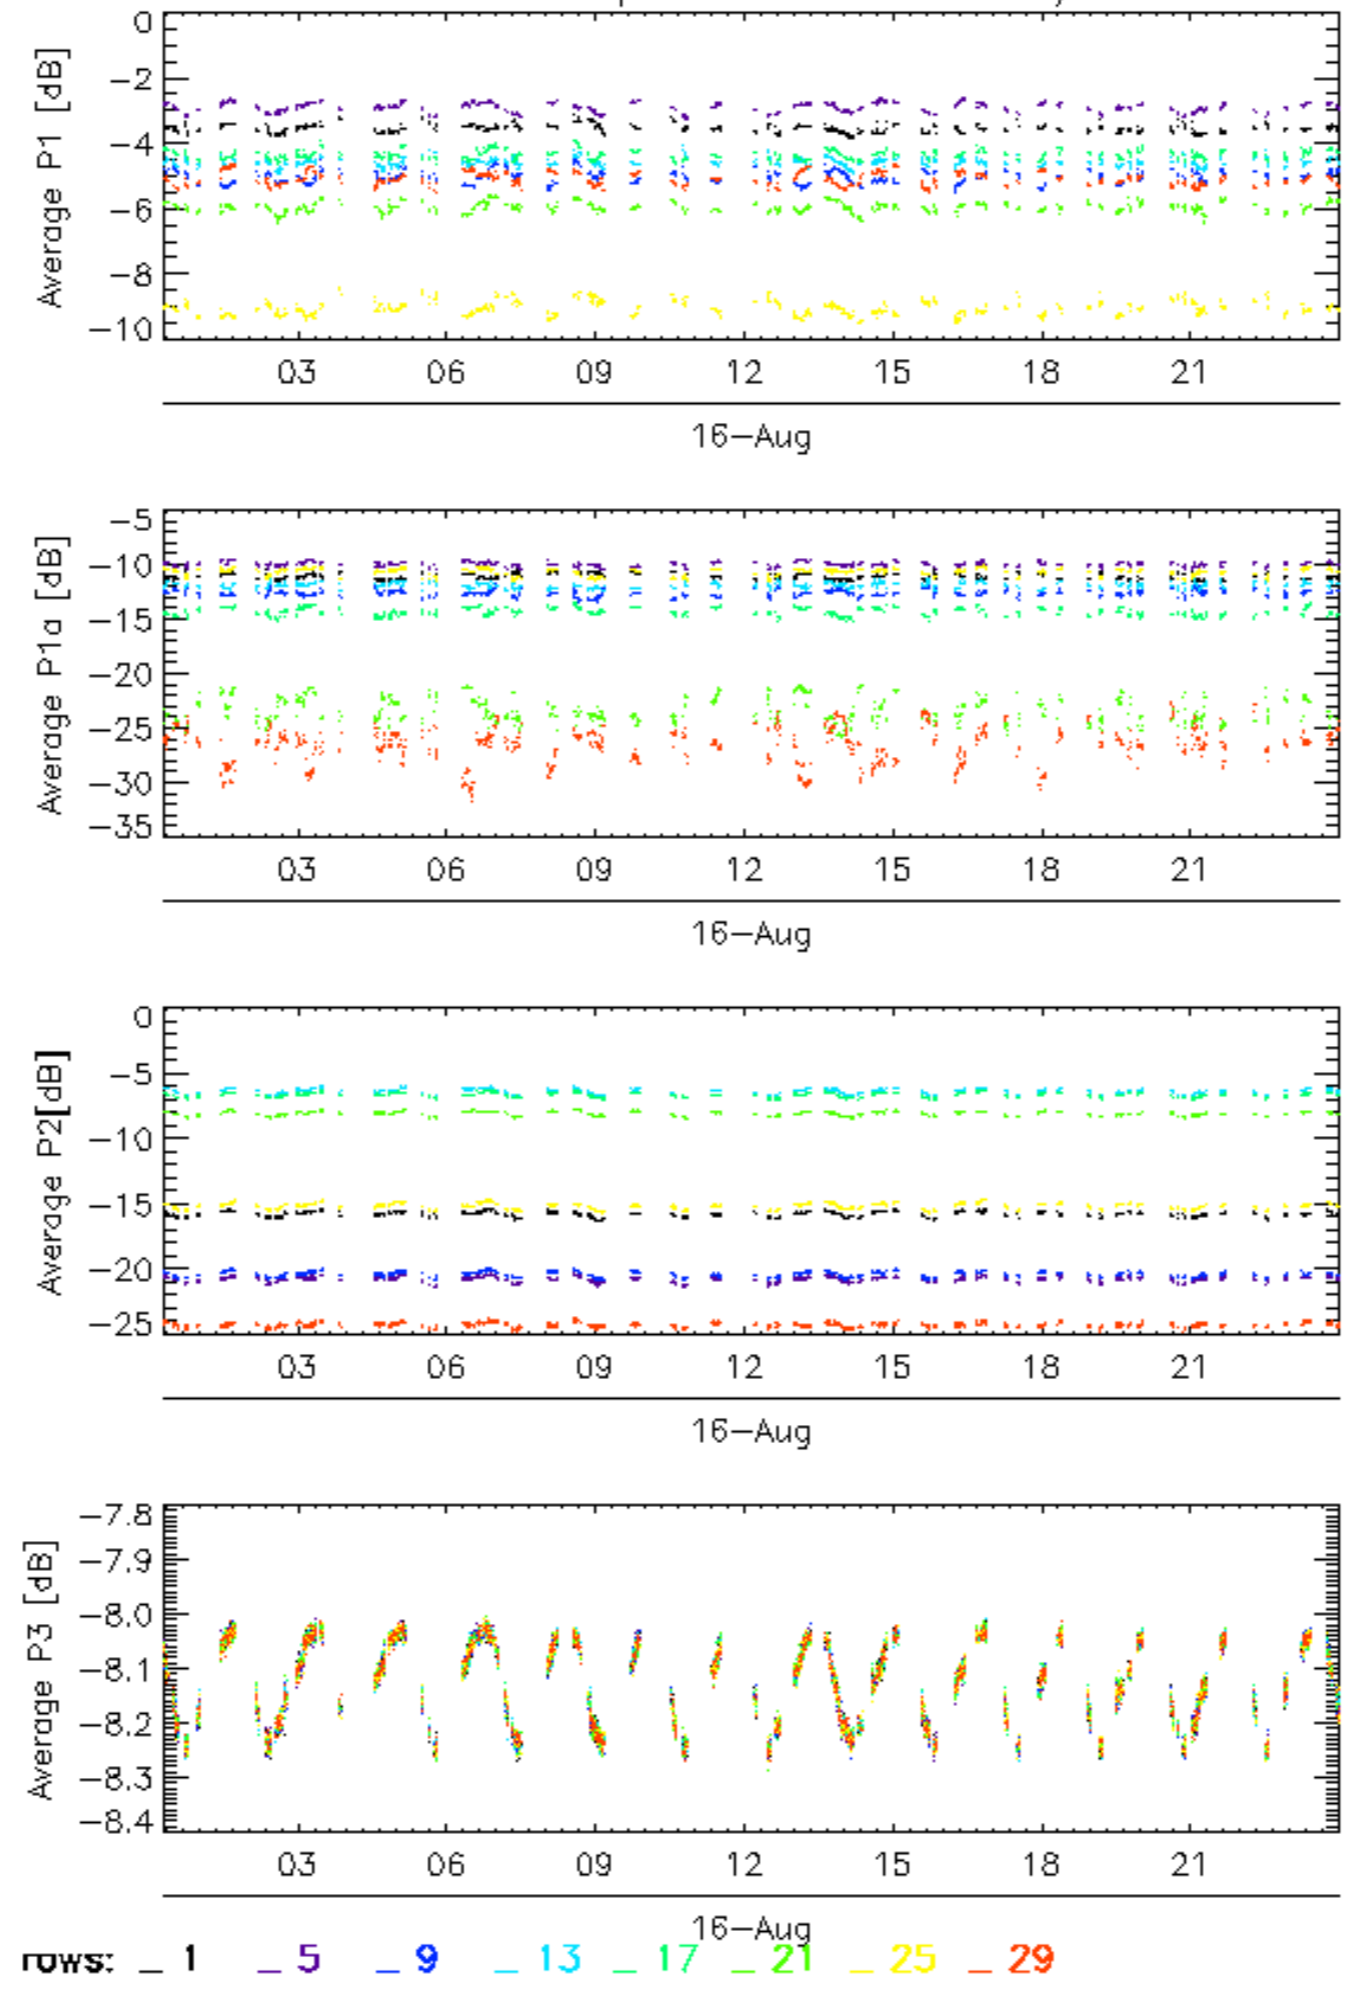 0
Average P1 [dB]
−2
−4
−6
−8
−10
03 06 09 12 15 18 21
16−Aug
−5
Average P1a [dB]
−10
−15
−20
−25
−30
−35
03 06 09 12 15 18 21
16−Aug
0
Average P2[dB]
−5
−10
−15
−20
−25
03 06 09 12 15 18 21
16−Aug
−7.8
Average P3 [dB]
−7.9
−8.0
−8.1
−8.2
−8.3
−8.4
03 06 09 12 15 18 21
16−Aug
rows: _ 1 _ 5 _ 9 _ 13 _ 17 _ 21 _ 25 _ 29